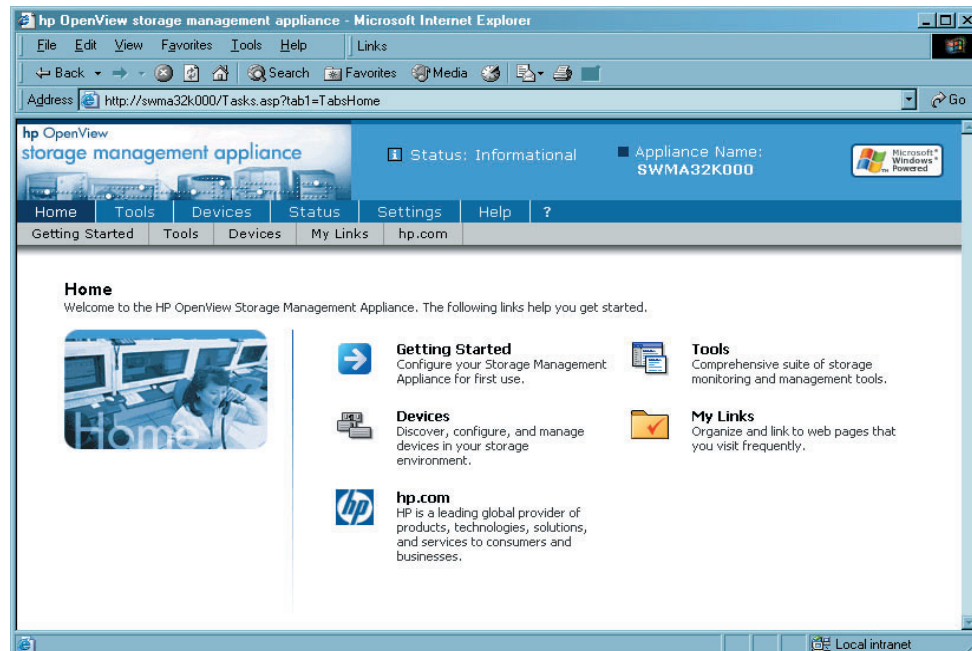 hp OpenView storage management appliance - Microsoft Internet Explorer
File Edit View Favorites Tools Help Links
Back Search Favorites Media
Address http://swma32k000/Tasks.asp?tab1=TabsHome Go
hp OpenView
storage management appliance
Status: Informational
Appliance Name:
SWMA32K000
Microsoft
Windows
Powered
Home Tools Devices Status Settings Help ?
Getting Started Tools Devices My Links hp.com
Home
Welcome to the HP OpenView Storage Management Appliance. The following links help you get started.
Home
Getting Started
Configure your Storage Management
Appliance for first use.
Tools
Comprehensive suite of storage
monitoring and management tools.
Devices
Discover, configure, and manage
devices in your storage
environment.
My Links
Organize and link to web pages that
you visit frequently.
hp
hp.com
HP is a leading global provider of
products, technologies, solutions,
and services to consumers and
businesses.
Local intranet